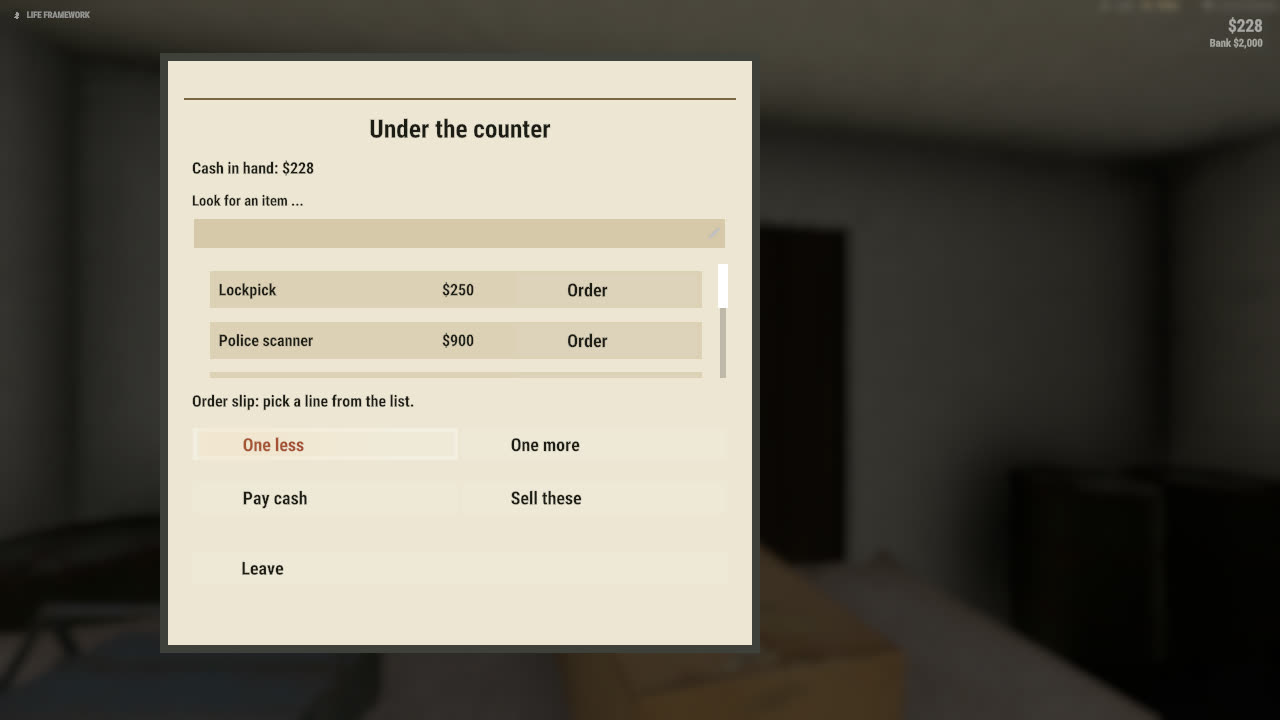 LIFE FRAMEWORK
$228
Bank $2,000
Under the counter
Cash in hand: $228
Look for an item ...
Lockpick $250 Order
Police scanner $900 Order
Order slip: pick a line from the list.
One less One more
Pay cash Sell these
Leave